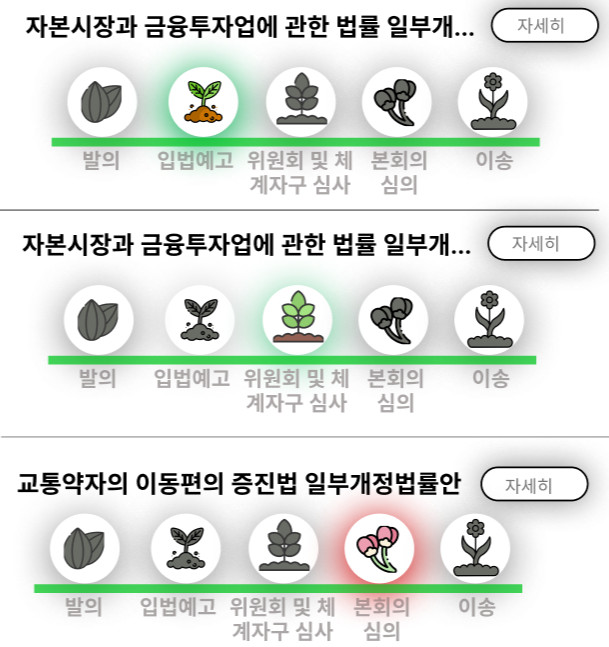 자본시장과 금융투자업에 관한 법률 일부개... 자세히
발의 입법예고 위원회 및 체 본회의 이송
계자구 심사 심의
자본시장과 금융투자업에 관한 법률 일부개... 자세히
발의 입법예고 위원회 및 체 본회의 이송
계자구 심사 심의
교통약자의 이동편의 증진법 일부개정법률안 자세히
발의 입법예고 위원회 및 체 본회의 이송
계자구 심사 심의